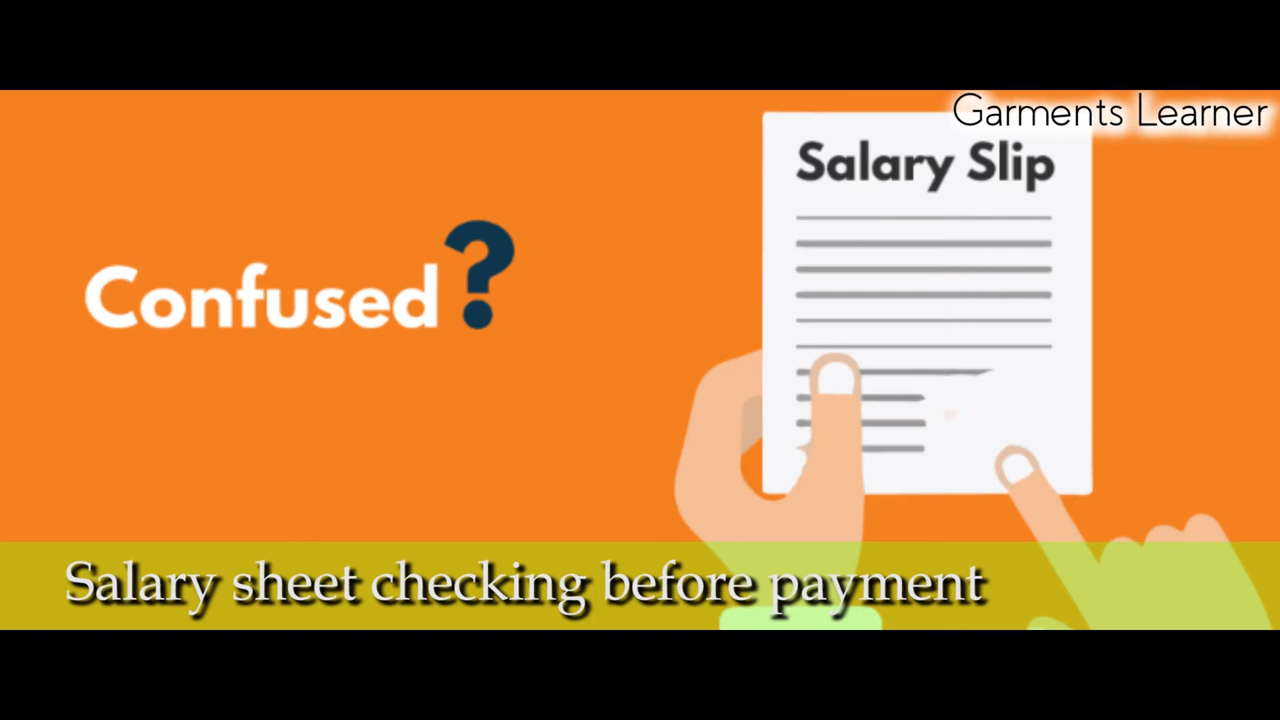 Garments Learner
Salary Slip
Confused?
Salary sheet checking before payment